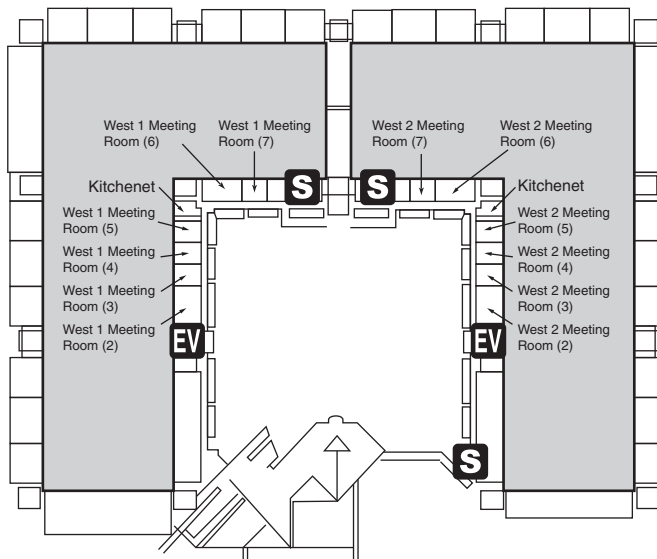 West 1 Meeting
Room (6)
West 1 Meeting
Room (7)
West 2 Meeting
Room (7)
West 2 Meeting
Room (6)
S
S
Kitchenet
Kitchenet
West 1 Meeting
Room (5)
West 2 Meeting
Room (5)
West 1 Meeting
Room (4)
West 2 Meeting
Room (4)
West 1 Meeting
Room (3)
West 2 Meeting
Room (3)
West 1 Meeting
Room (2)
West 2 Meeting
Room (2)
EV
EV
S